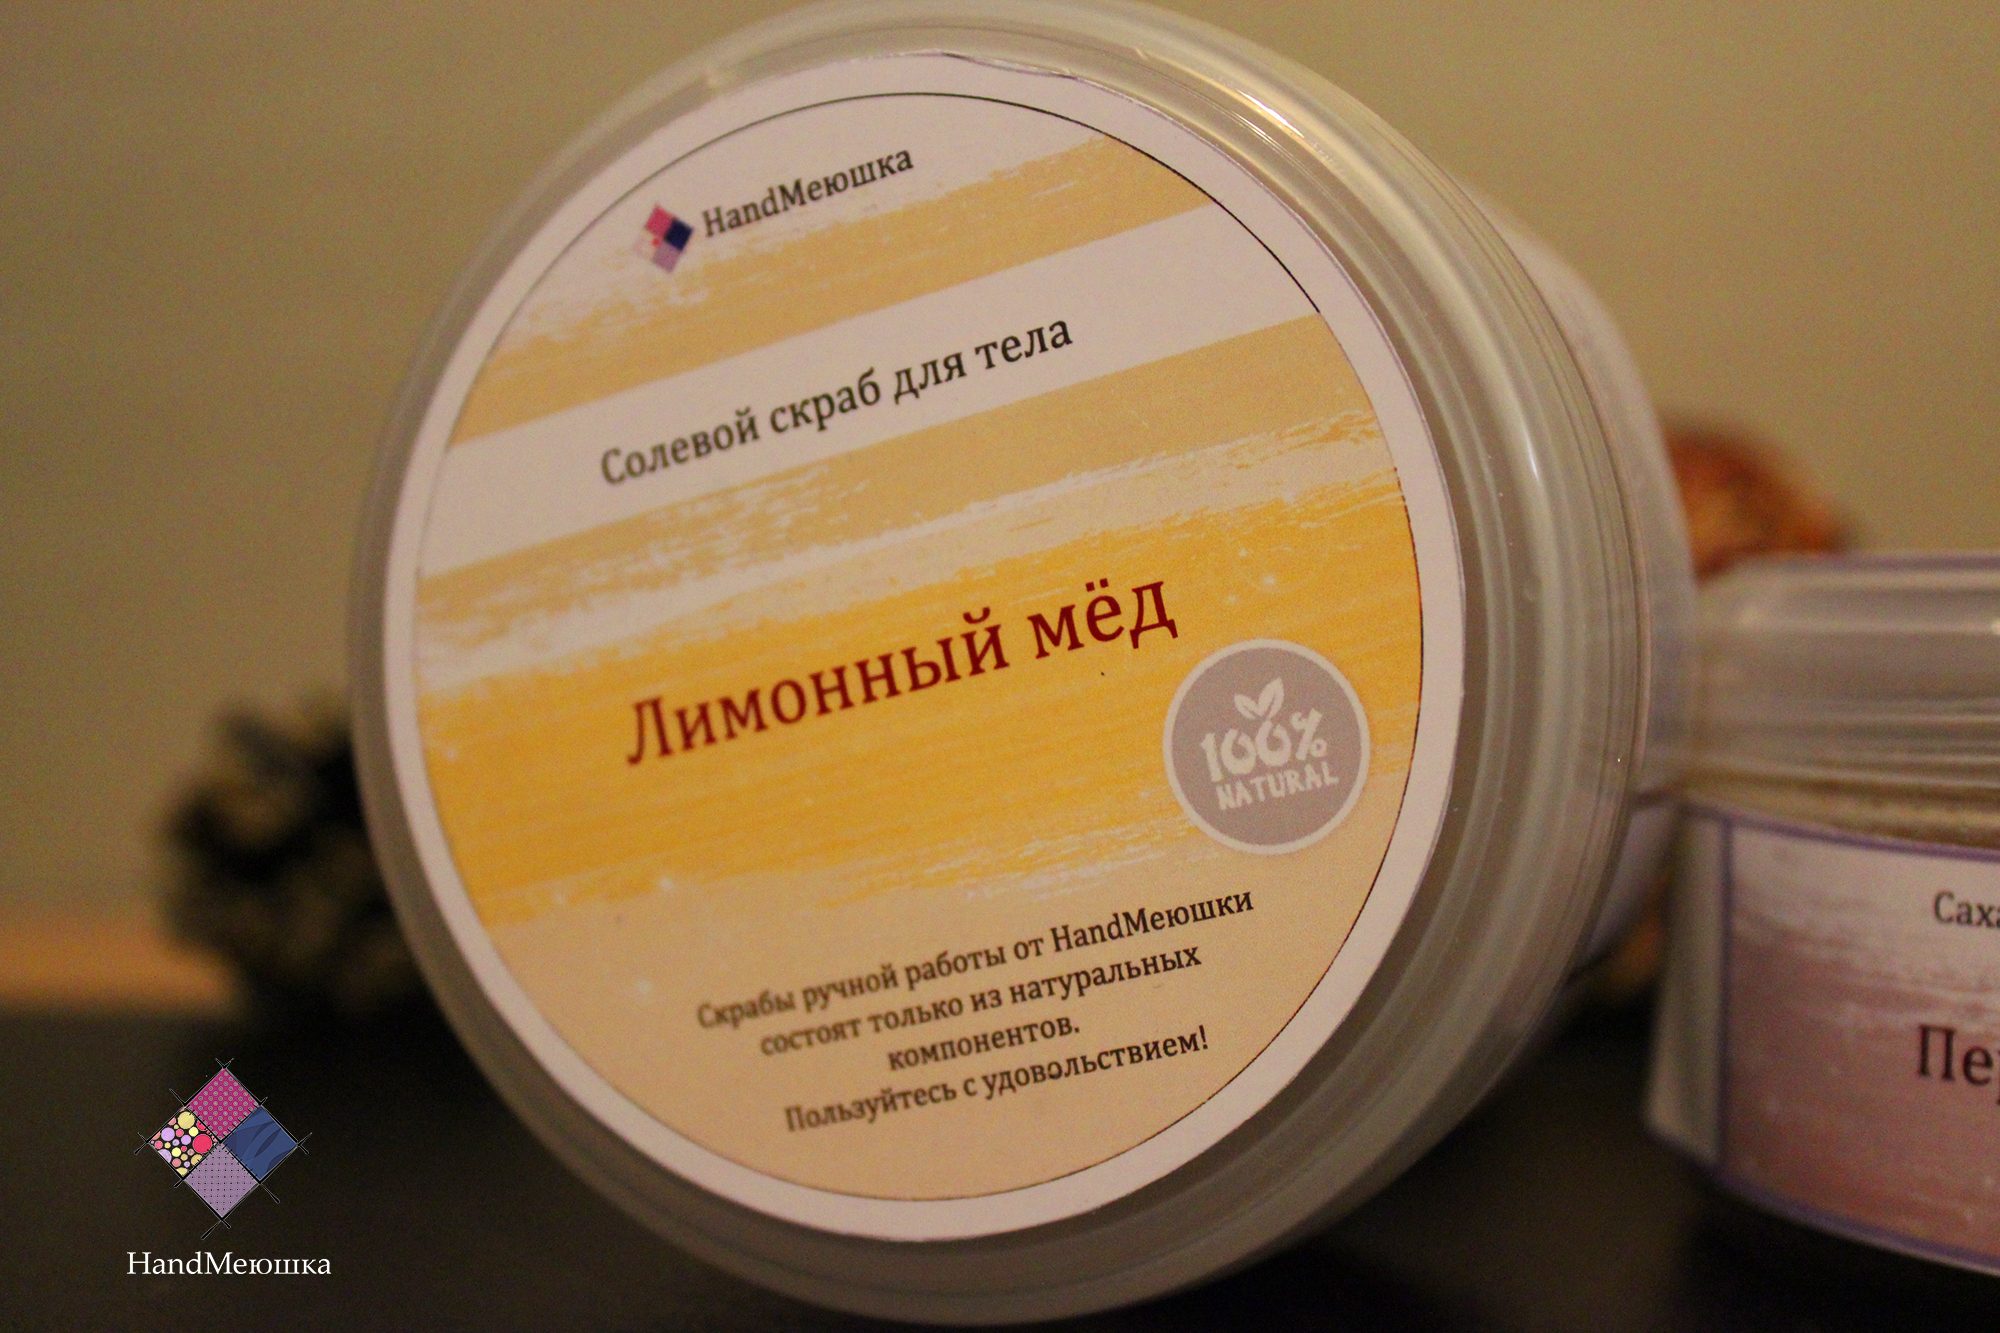 HandМеюшка
Солевой скраб для тела
Лимонный мёд
100%
NATURAL
Скрабы ручной работы от HandМеюшки
состоят только из натуральных
компонентов.
Пользуйтесь с удовольствием!
HandМеюшка